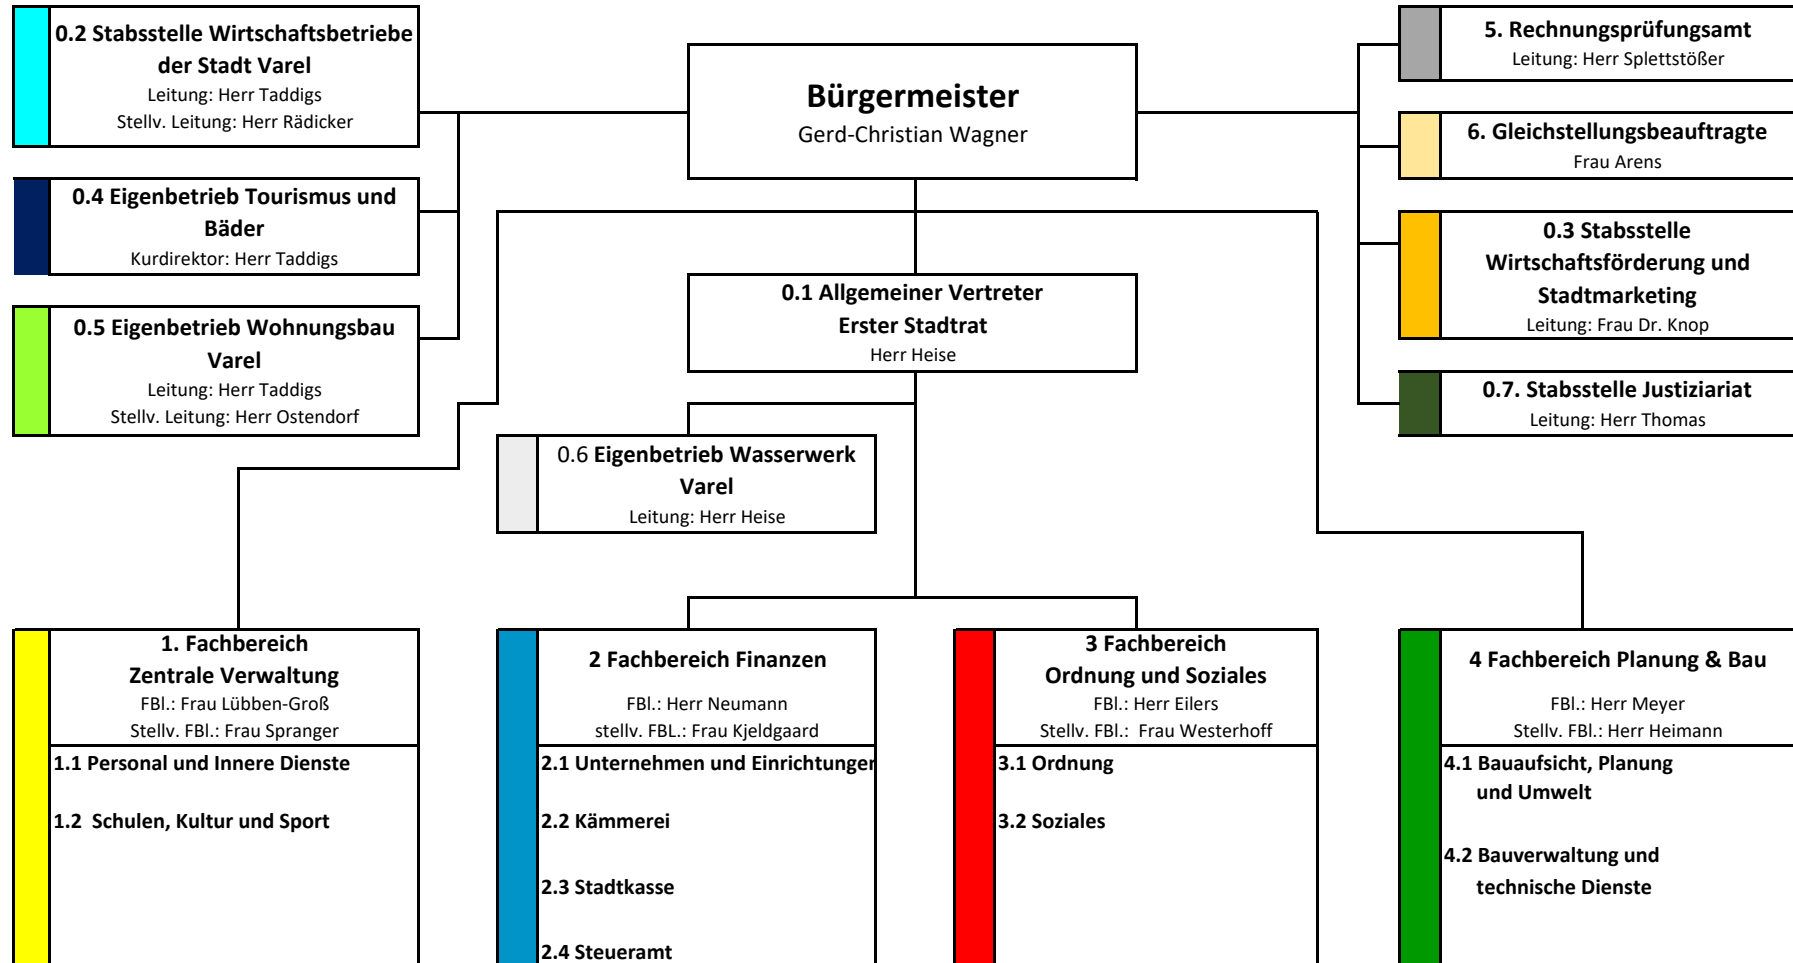 0.2 Stabsstelle Wirtschaftsbetriebe
der Stadt Varel
Leitung: Herr Taddigs
Stellv. Leitung: Herr Rädicker
0.4 Eigenbetrieb Tourismus und
Bäder
Kurdirektor: Herr Taddigs
0.5 Eigenbetrieb Wohnungsbau
Varel
Leitung: Herr Taddigs
Stellv. Leitung: Herr Ostendorf
Bürgermeister
Gerd-Christian Wagner
0.1 Allgemeiner Vertreter
Erster Stadtrat
Herr Heise
0.6 Eigenbetrieb Wasserwerk
Varel
Leitung: Herr Heise
5. Rechnungsprüfungsamt
Leitung: Herr Splettstößer
6. Gleichstellungsbeauftragte
Frau Arens
0.3 Stabsstelle
Wirtschaftsförderung und
Stadtmarketing
Leitung: Frau Dr. Knop
0.7. Stabsstelle Justiziariat
Leitung: Herr Thomas
1. Fachbereich
Zentrale Verwaltung
FBl.: Frau Lübben-Groß
Stellv. FBl.: Frau Spranger
1.1 Personal und Innere Dienste
1.2 Schulen, Kultur und Sport
2 Fachbereich Finanzen
FBl.: Herr Neumann
stellv. FBL.: Frau Kjeldgaard
2.1 Unternehmen und Einrichtungen
2.2 Kämmerei
2.3 Stadtkasse
2.4 Steueramt
3 Fachbereich
Ordnung und Soziales
FBl.: Herr Eilers
Stellv. FBl.: Frau Westerhoff
3.1 Ordnung
3.2 Soziales
4 Fachbereich Planung & Bau
FBl.: Herr Meyer
Stellv. FBl.: Herr Heimann
4.1 Bauaufsicht, Planung
und Umwelt
4.2 Bauverwaltung und
technische Dienste